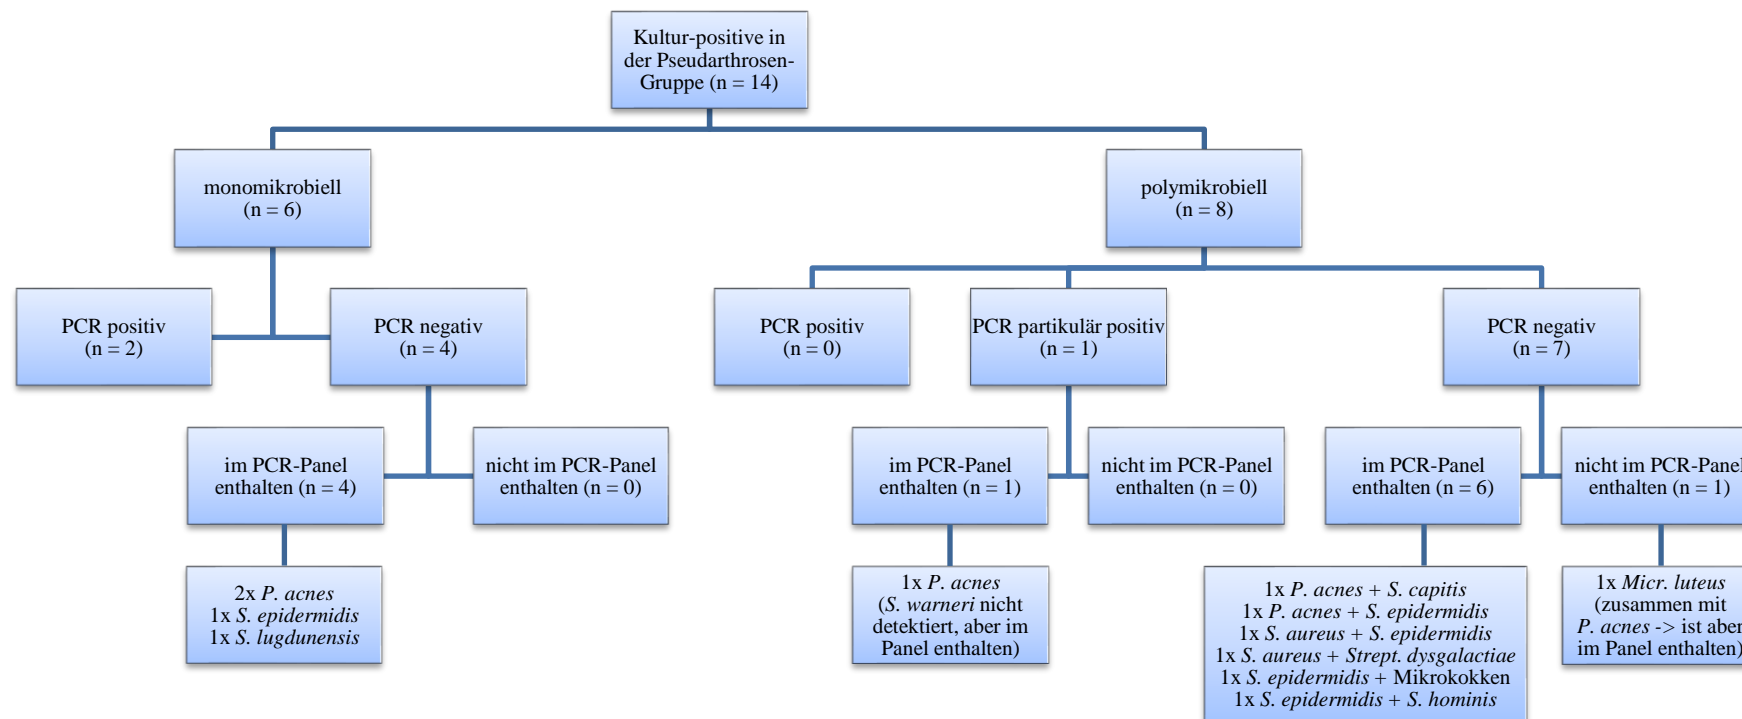 Kultur-positive in
der Pseudarthrosen-
Gruppe (n = 14)
monomikrobiell
(n = 6)
polymikrobiell
(n = 8)
PCR positiv
(n = 2)
PCR negativ
(n = 4)
PCR positiv
(n = 0)
PCR partikulär positiv
(n = 1)
PCR negativ
(n = 7)
im PCR-Panel
enthalten (n = 4)
nicht im PCR-Panel
enthalten (n = 0)
im PCR-Panel
enthalten (n = 1)
nicht im PCR-Panel
enthalten (n = 0)
im PCR-Panel
enthalten (n = 6)
nicht im PCR-Panel
enthalten (n = 1)
2x P. acnes
1x S. epidermidis
1x S. lugdunensis
1x P. acnes
(S. warneri nicht
detektiert, aber im
Panel enthalten)
1x P. acnes + S. capitis
1x P. acnes + S. epidermidis
1x S. aureus + S. epidermidis
1x S. aureus + Strept. dysgalactiae
1x S. epidermidis + Mikrokokken
1x S. epidermidis + S. hominis
1x Micr. luteus
(zusammen mit
P. acnes -> ist aber
im Panel enthalten)